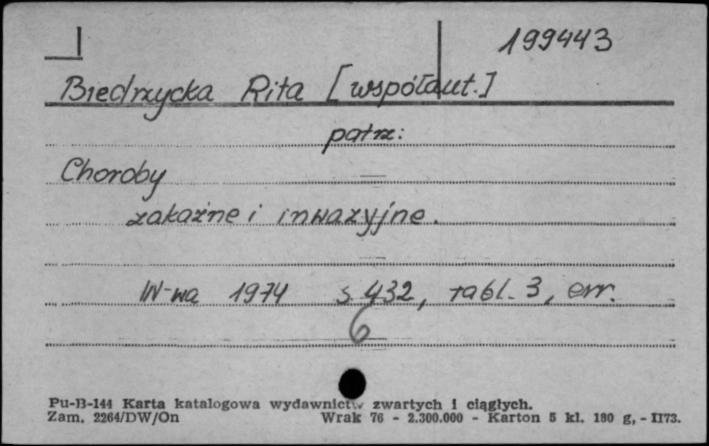 199443
Biedrzycka Rita [współaut.]
patrz:
Choroby
zakaźne i inwazyjne.
W-wa 1974 s. 432, tabl. 3, err.
6
Pu-B-144 Karta katalogowa wydawnictw zwartych i ciągłych.
Zam. 2264/DW/On Wrak 76 - 2.300.000 - Karton 5 kl. 180 g, - II73.